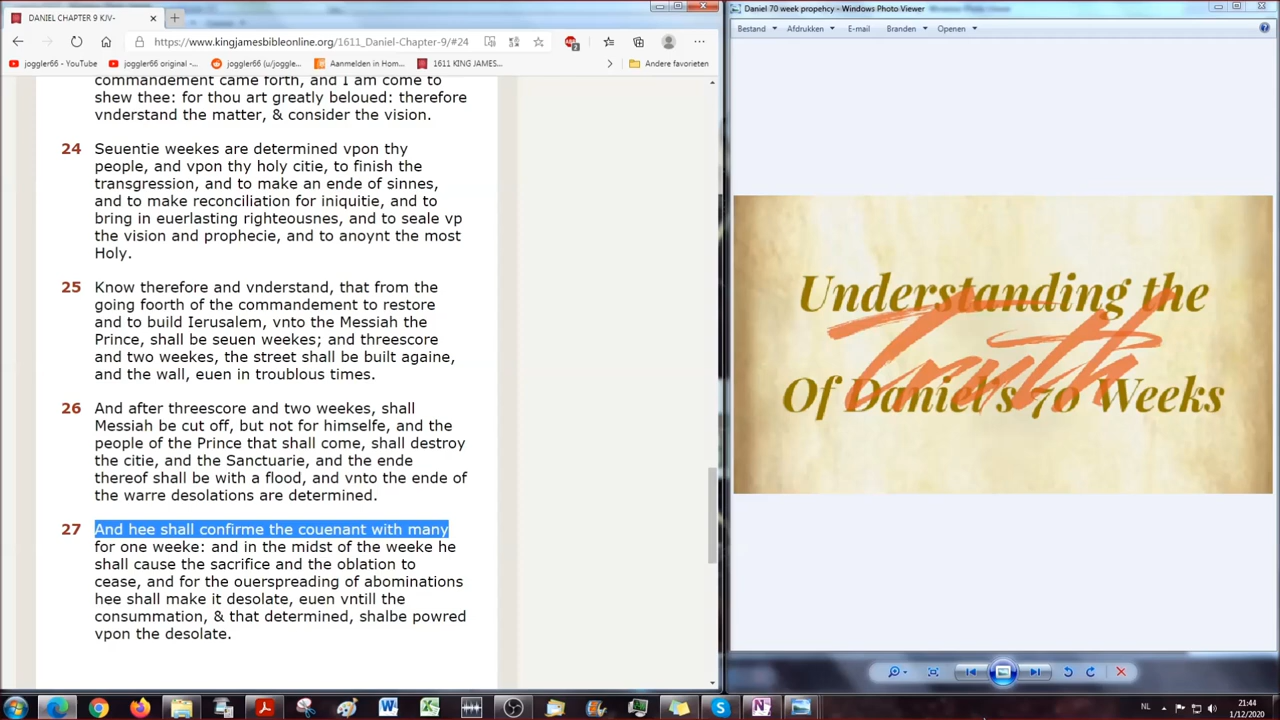 DANIEL CHAPTER 9 KJV-
https://www.kingjamesbibleonline.org/1611_Daniel-Chapter-9/#24
joggler66 - YouTube
joggler66 original -...
joggler66 (u/joggle...
Aanmelden in Hom...
1611 KING JAMES...
Andere favorieten
commandement came forth, and I am come to
shew thee: for thou art greatly beloued: therefore
vnderstand the matter, & consider the vision.
24 Seuentie weekes are determined vpon thy
people, and vpon thy holy citie, to finish the
transgression, and to make an ende of sinnes,
and to make reconciliation for iniquitie, and to
bring in euerlasting righteousnes, and to seale vp
the vision and prophecie, and to anoynt the most
Holy.
25 Know therefore and vnderstand, that from the
going foorth of the commandement to restore
and to build Ierusalem, vnto the Messiah the
Prince, shall be seuen weekes; and threescore
and two weekes, the street shall be built againe,
and the wall, euen in troublous times.
26 And after threescore and two weekes, shall
Messiah be cut off, but not for himselfe, and the
people of the Prince that shall come, shall destroy
the citie, and the Sanctuarie, and the ende
thereof shall be with a flood, and vnto the ende of
the warre desolations are determined.
27 And hee shall confirme the couenant with many
for one weeke: and in the midst of the weeke he
shall cause the sacrifice and the oblation to
cease, and for the ouerspreading of abominations
hee shall make it desolate, euen vntill the
consummation, & that determined, shalbe powred
vpon the desolate.
Daniel 70 week propehcy - Windows Photo Viewer
Bestand Afdrukken E-mail Branden Openen
Understanding the
Truth
Of Daniel's 70 Weeks
NL
21:44
1/12/2020